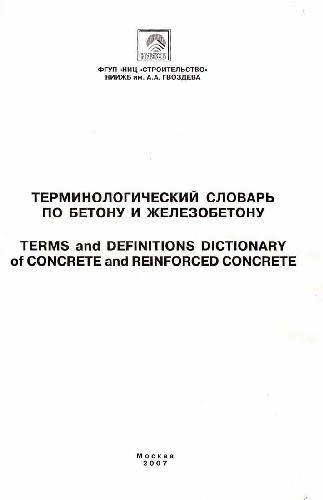 ФГУП «НИЦ «СТРОИТЕЛЬСТВО»
НИИЖБ им. А.А. ГВОЗДЕВА
ТЕРМИНОЛОГИЧЕСКИЙ СЛОВАРЬ
ПО БЕТОНУ И ЖЕЛЕЗОБЕТОНУ
TERMS and DEFINITIONS DICTIONARY
of CONCRETE and REINFORCED CONCRETE
Москва
2007